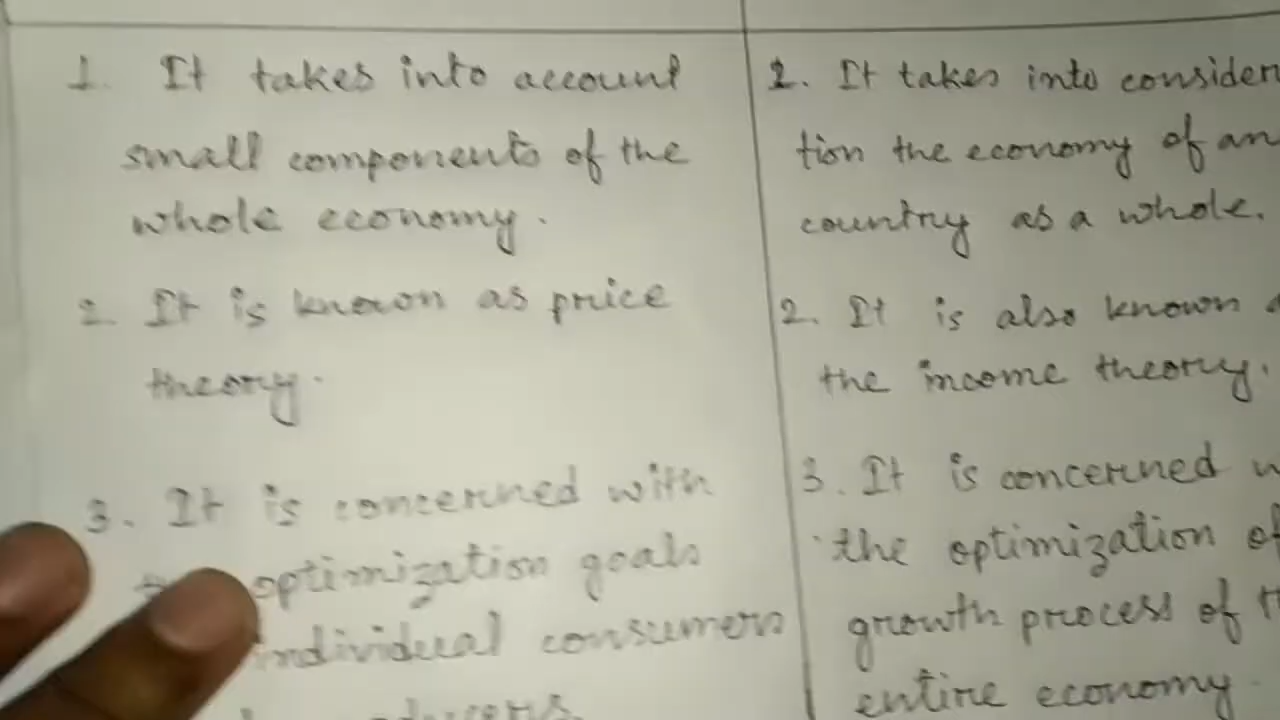 1. It takes into account
small components of the
whole economy.
2. It is known as price
theory.
3. It is concerned with
optimization goals
individual consumers
1. It takes into consider
tion the economy of an
country as a whole.
2. It is also known
the income theory.
3. It is concerned
the optimization of
growth process of
entire economy.